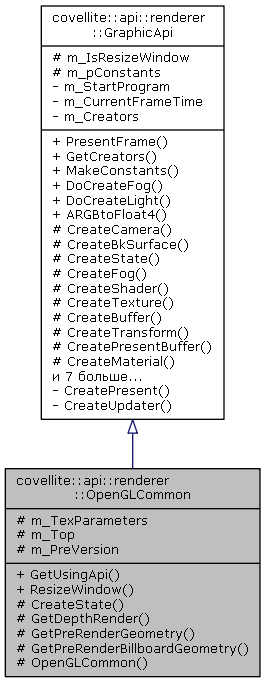 covellite::api::renderer
::GraphicApi
# m_IsResizeWindow
# m_pConstants
- m_StartProgram
- m_CurrentFrameTime
- m_Creators
+ PresentFrame()
+ GetCreators()
+ MakeConstants()
+ DoCreateFog()
+ DoCreateLight()
+ ARGBtoFloat4()
# CreateCamera()
# CreateBkSurface()
# CreateState()
# CreateFog()
# CreateShader()
# CreateTexture()
# CreateBuffer()
# CreateTransform()
# CreatePresentBuffer()
# CreateMaterial()
и 7 больше...
- CreatePresent()
- CreateUpdater()
covellite::api::renderer
::OpenGLCommon
# m_TexParameters
# m_Top
# m_PreVersion
+ GetUsingApi()
+ ResizeWindow()
# CreateState()
# GetDepthRender()
# GetPreRenderGeometry()
# GetPreRenderBillboardGeometry()
# OpenGLCommon()